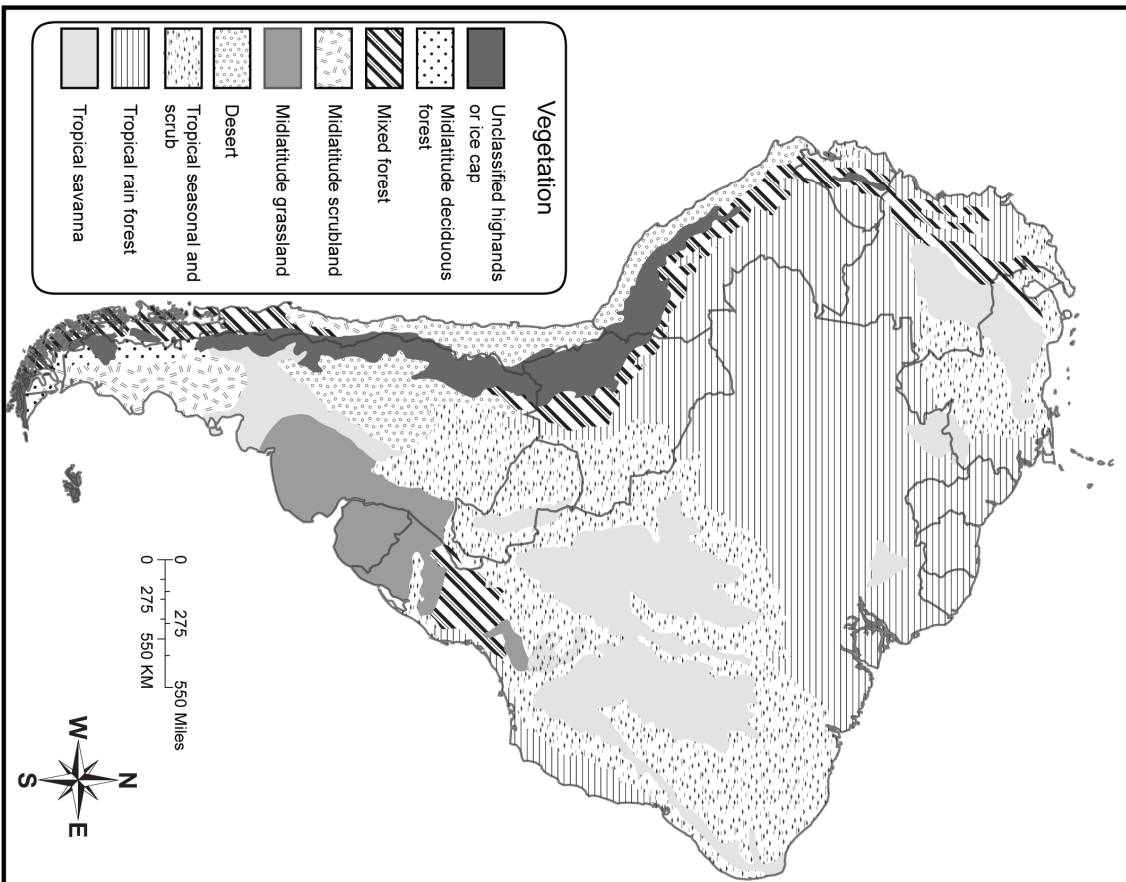 Vegetation
Unclassified highands
or ice cap
Midlatitude deciduous
forest
Mixed forest
Midlatitude scrubland
Midlatitude grassland
Desert
Tropical seasonal and
scrub
Tropical rain forest
Tropical savanna
0 275 550 Miles
0 275 550 KM
N
W
E
S